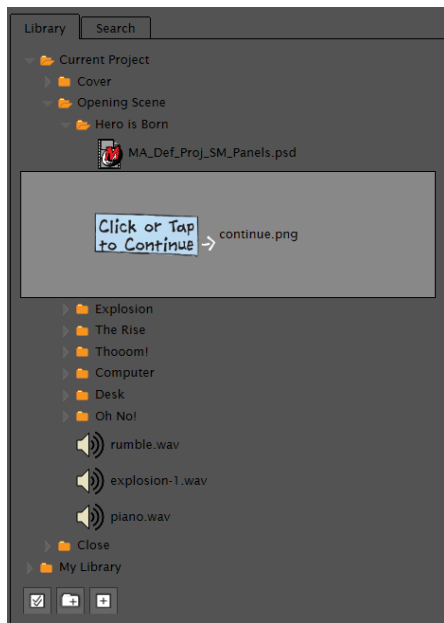 Library
Search
Current Project
Cover
Opening Scene
Hero is Born
MA_Def_Proj_SM_Panels.psd
Click or Tap
to Continue
continue.png
Explosion
The Rise
Thooom!
Computer
Desk
Oh No!
rumble.wav
explosion-1.wav
piano.wav
Close
My Library